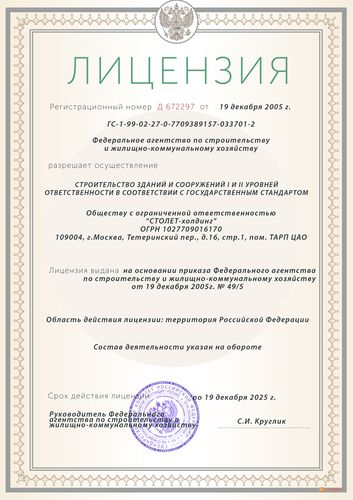 ЛИЦЕНЗИЯ
Регистрационный номер Д 672297 от 19 декабря 2005 г.
ГС-1-99-02-27-0-7709389157-033701-2
Федеральное агентство по строительству
и жилищно-коммунальному хозяйству
разрешает осуществление
СТРОИТЕЛЬСТВО ЗДАНИЙ И СООРУЖЕНИЙ I И II УРОВНЕЙ
ОТВЕТСТВЕННОСТИ В СООТВЕТСТВИИ С ГОСУДАРСТВЕННЫМ СТАНДАРТОМ
Обществу с ограниченной ответственностью
"СТОЛЕТ-холдинг"
ОГРН 1027709016170
109004, г.Москва, Тетеринский пер., д.16, стр.1, пом. ТАРП ЦАО
Лицензия выдана на основании приказа Федерального агентства
по строительству и жилищно-коммунальному хозяйству
от 19 декабря 2005г. № 49/5
Область действия лицензии: территория Российской Федерации
Состав деятельности указан на обороте
Срок действия лицензии по 19 декабря 2025 г.
Руководитель Федерального
агентства по строительству и
жилищно-коммунальному хозяйству. С.И. Круглик